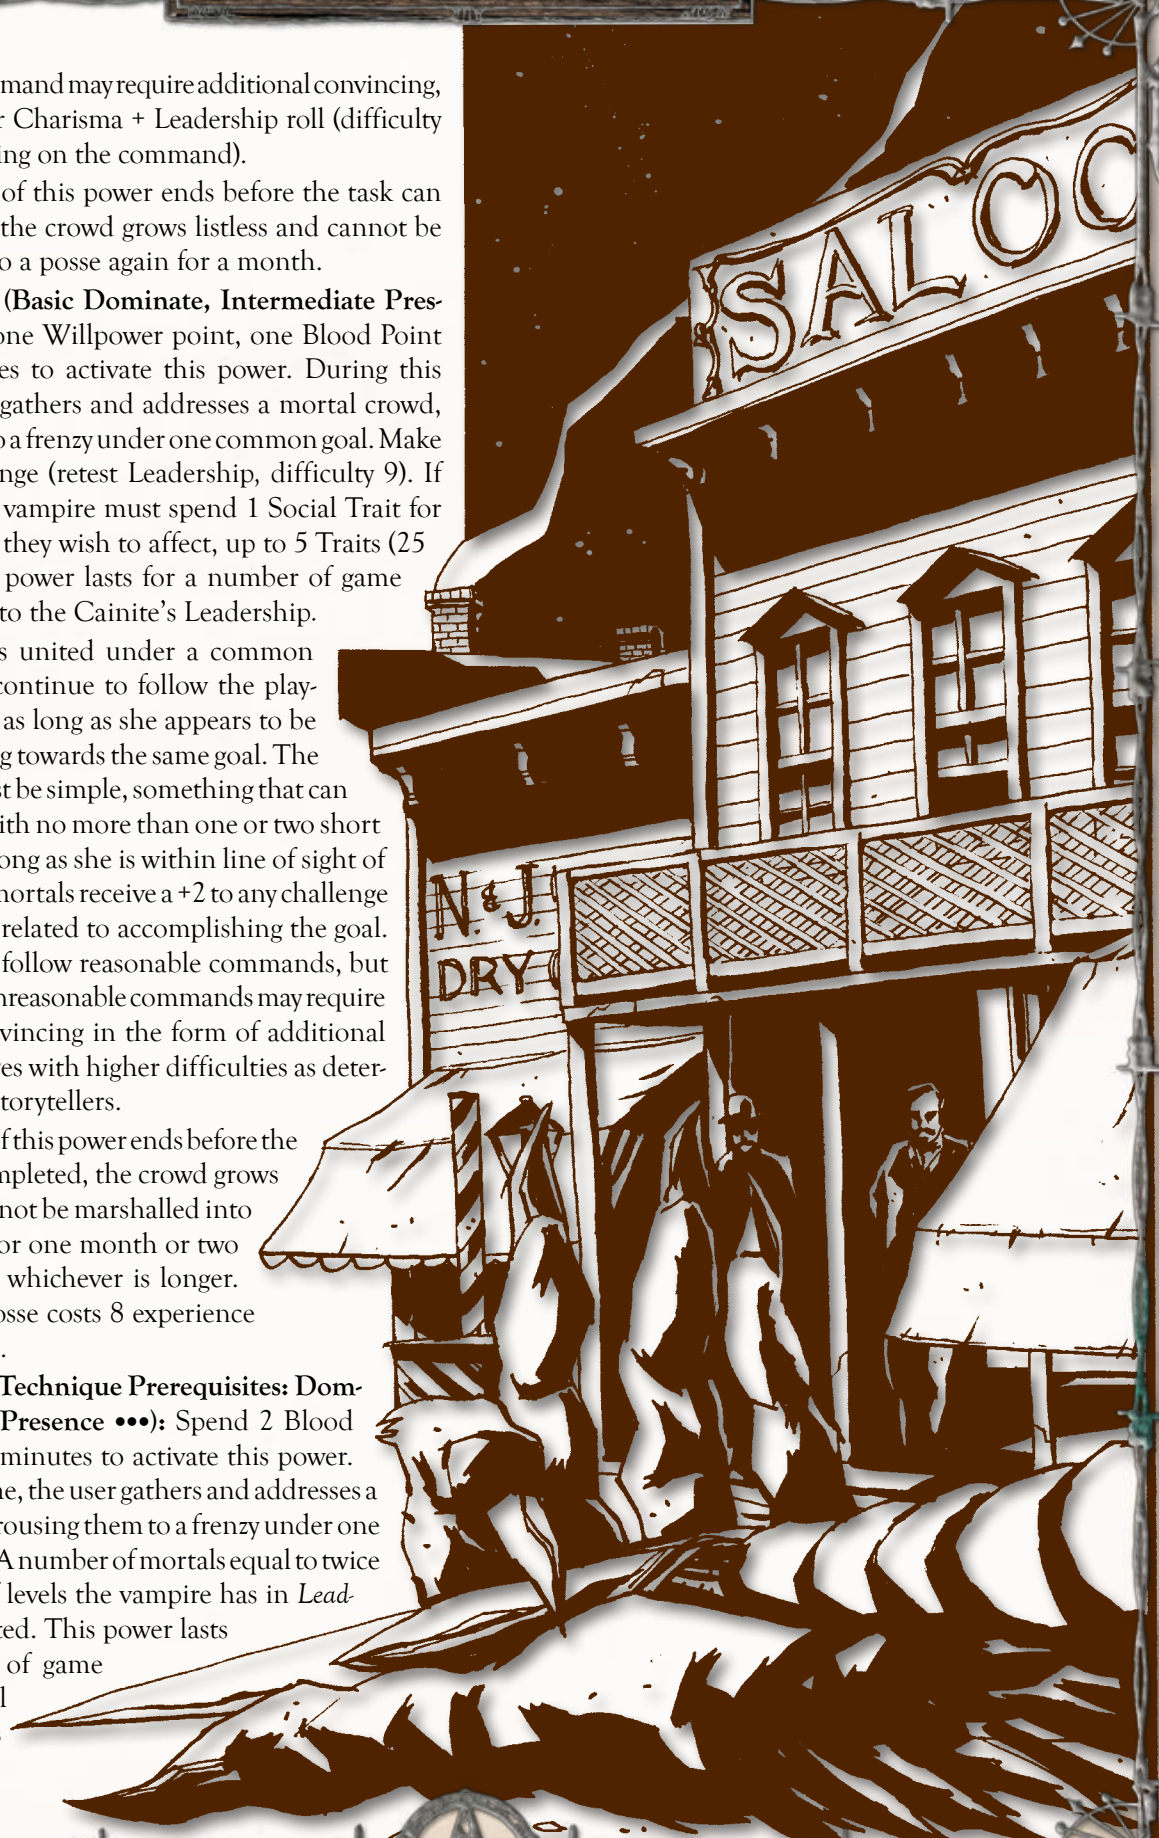 mand may require additional convincing,
r Charisma + Leadership roll (difficulty
ing on the command).
of this power ends before the task can
the crowd grows listless and cannot be
o a posse again for a month.
(Basic Dominate, Intermediate Pres-
one Willpower point, one Blood Point
es to activate this power. During this
gathers and addresses a mortal crowd,
o a frenzy under one common goal. Make
nge (retest Leadership, difficulty 9). If
vampire must spend 1 Social Trait for
they wish to affect, up to 5 Traits (25
power lasts for a number of game
to the Cainite's Leadership.
s united under a common
continue to follow the play-
as long as she appears to be
g towards the same goal. The
st be simple, something that can
ith no more than one or two short
ong as she is within line of sight of
mortals receive a +2 to any challenge
related to accomplishing the goal.
follow reasonable commands, but
nreasonable commands may require
vincing in the form of additional
es with higher difficulties as deter-
torytellers.
f this power ends before the
mpleted, the crowd grows
not be marshalled into
or one month or two
whichever is longer.
osse costs 8 experience
.
Technique Prerequisites: Dom-
Presence •••): Spend 2 Blood
minutes to activate this power.
ne, the user gathers and addresses a
rousing them to a frenzy under one
A number of mortals equal to twice
f levels the vampire has in Lead-
ted. This power lasts
of game
l
SALOO
N & J.
DRY